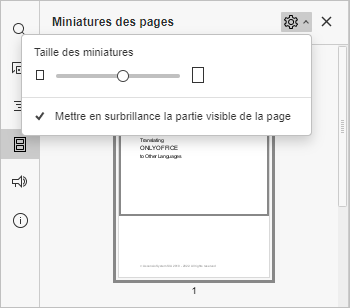 Miniatures des pages
Taille des miniatures
Mettre en surbrillance la partie visible de la page
Translating
ONLYOFFICE
to Other Languages
1